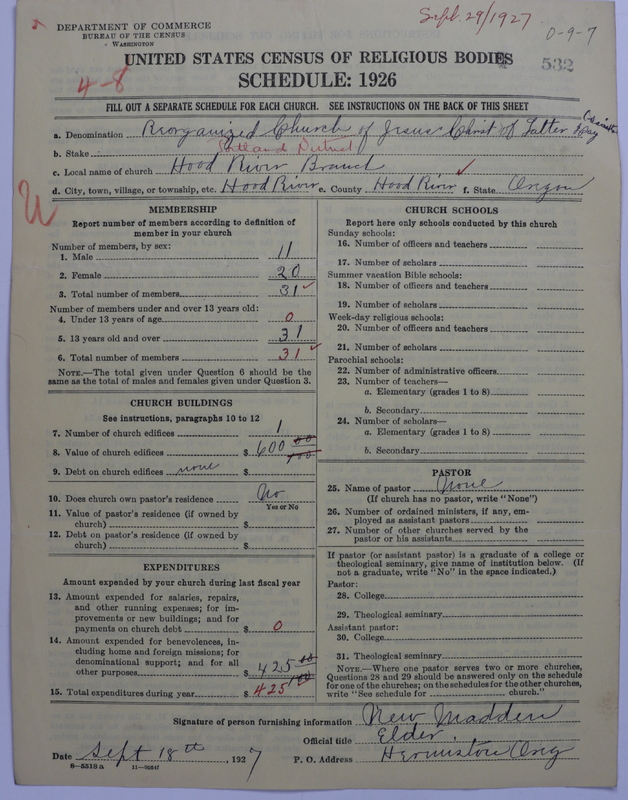 Sept. 29/1927
DEPARTMENT OF COMMERCE
BUREAU OF THE CENSUS
WASHINGTON
0-9-7
UNITED STATES CENSUS OF RELIGIOUS BODIES
532
4-8
SCHEDULE: 1926
FILL OUT A SEPARATE SCHEDULE FOR EACH CHURCH. SEE INSTRUCTIONS ON THE BACK OF THIS SHEET
a. Denomination Reorganized Church of Jesus Christ of Latter Day
b. Stake Portland District
c. Local name of church Hood River Branch
d. City, town, village, or township, etc. Hood River e. County Hood River f. State Oregon
MEMBERSHIP
Report number of members according to definition of
member in your church
Number of members, by sex:
1. Male 11
2. Female 20
3. Total number of members 31
Number of members under and over 13 years old:
4. Under 13 years of age 0
5. 13 years old and over 31
6. Total number of members 31
NOTE.—The total given under Question 6 should be the
same as the total of males and females given under Question 3.
CHURCH BUILDINGS
See instructions, paragraphs 10 to 12
7. Number of church edifices 1
8. Value of church edifices $ 600 00
9. Debt on church edifices none $
10. Does church own pastor's residence No
Yes or No
11. Value of pastor's residence (if owned by
church) $
12. Debt on pastor's residence (if owned by
church) $
EXPENDITURES
Amount expended by your church during last fiscal year
13. Amount expended for salaries, repairs,
and other running expenses; for im-
provements or new buildings; and for
payments on church debt $ 0
14. Amount expended for benevolences, in-
cluding home and foreign missions; for
denominational support; and for all
other purposes $ 425 00
15. Total expenditures during year $ 425 00
CHURCH SCHOOLS
Report here only schools conducted by this church
Sunday schools:
16. Number of officers and teachers
17. Number of scholars
Summer vacation Bible schools:
18. Number of officers and teachers
19. Number of scholars
Week-day religious schools:
20. Number of officers and teachers
21. Number of scholars
Parochial schools:
22. Number of administrative officers
23. Number of teachers—
a. Elementary (grades 1 to 8)
b. Secondary
24. Number of scholars—
a. Elementary (grades 1 to 8)
b. Secondary
PASTOR
25. Name of pastor None
(If church has no pastor, write "None")
26. Number of ordained ministers, if any, em-
ployed as assistant pastors
27. Number of other churches served by the
pastor or his assistants
If pastor (or assistant pastor) is a graduate of a college or
theological seminary, give name of institution below. (If
not a graduate, write "No" in the space indicated.)
Pastor:
28. College
29. Theological seminary
Assistant pastor:
30. College
31. Theological seminary
NOTE.—Where one pastor serves two or more churches,
Questions 28 and 29 should be answered only on the schedule
for one of the churches; on the schedules for the other churches,
write "See schedule for church."
Signature of person furnishing information New Madden
Official title Elder
Date Sept 18th, 1927 P. O. Address Hermiston Oreg
8-5518a 11-